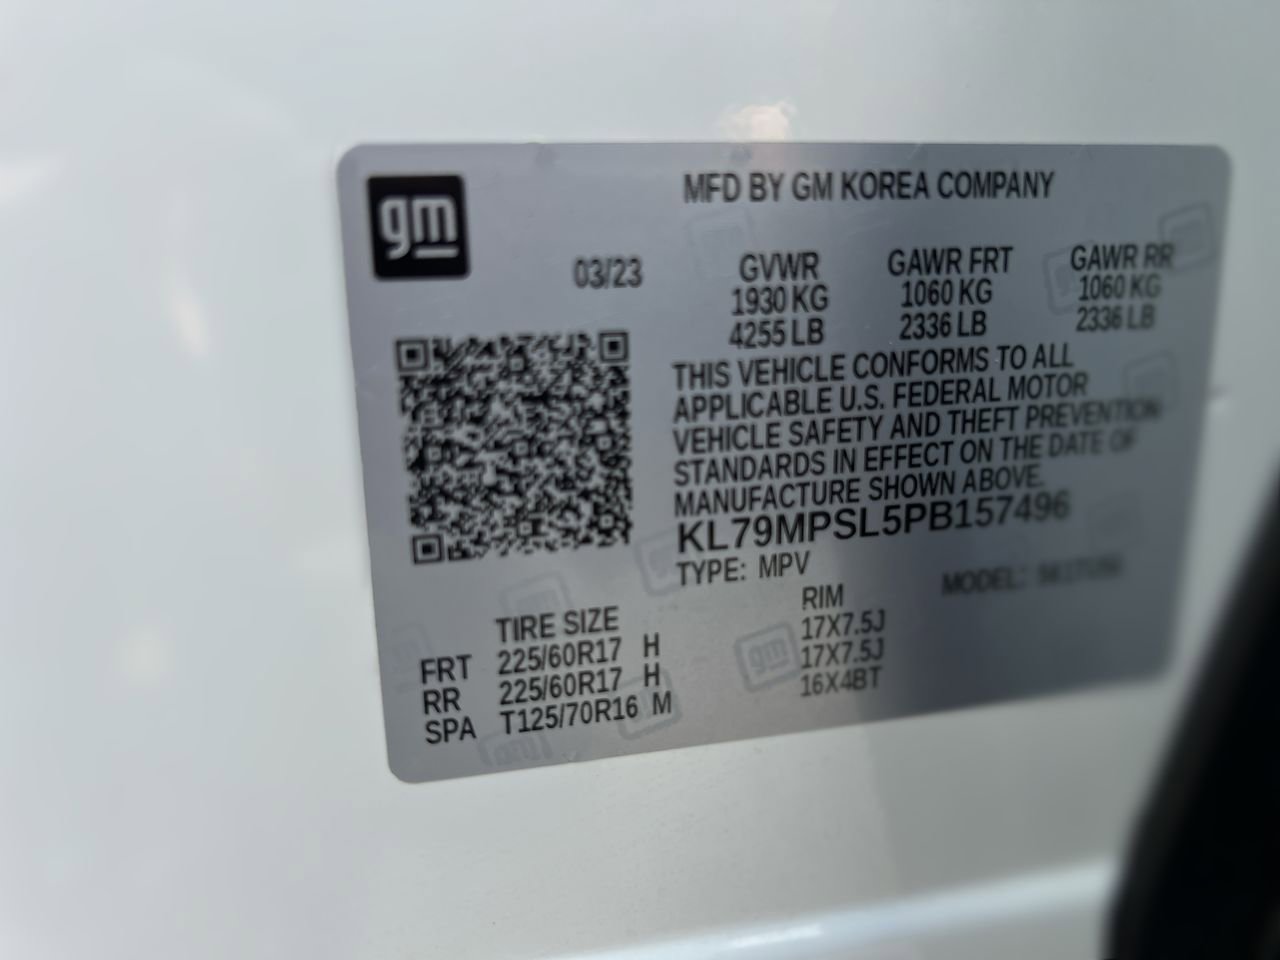 gm
MFD BY GM KOREA COMPANY
03/23
GVWR GAWR FRT GAWR RR
1930 KG 1060 KG 1060 KG
4255 LB 2336 LB 2336 LB
THIS VEHICLE CONFORMS TO ALL
APPLICABLE U.S. FEDERAL MOTOR
VEHICLE SAFETY AND THEFT PREVENTION
STANDARDS IN EFFECT ON THE DATE OF
MANUFACTURE SHOWN ABOVE.
KL79MPSL5PB157496
TYPE: MPV MODEL:
TIRE SIZE RIM
FRT 225/60R17 H 17X7.5J
RR 225/60R17 H 17X7.5J
SPA T125/70R16 M 16X4BT
gm